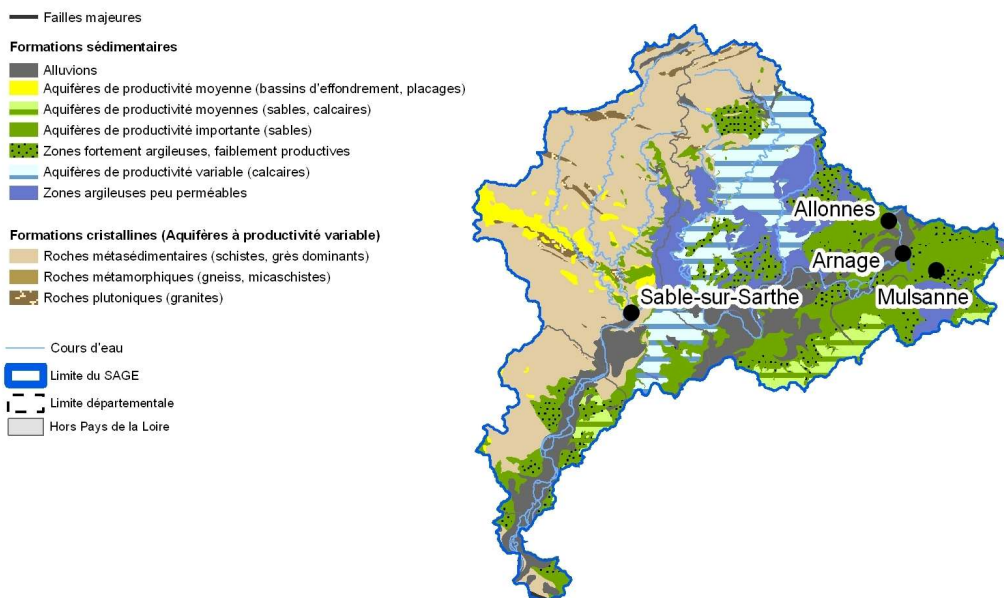 Failles majeures
Formations sédimentaires
Alluvions
Aquifères de productivité moyenne (bassins d'effondrement, placages)
Aquifères de productivité moyennes (sables, calcaires)
Aquifères de productivité importante (sables)
Zones fortement argileuses, faiblement productives
Aquifères de productivité variable (calcaires)
Zones argileuses peu perméables
Formations cristallines (Aquifères à productivité variable)
Roches métasédimentaires (schistes, grès dominants)
Roches métamorphiques (gneiss, micaschistes)
Roches plutoniques (granites)
Cours d'eau
Limite du SAGE
Limite départementale
Hors Pays de la Loire
Allonnes
Arnage
Mulsanne
Sable-sur-Sarthe